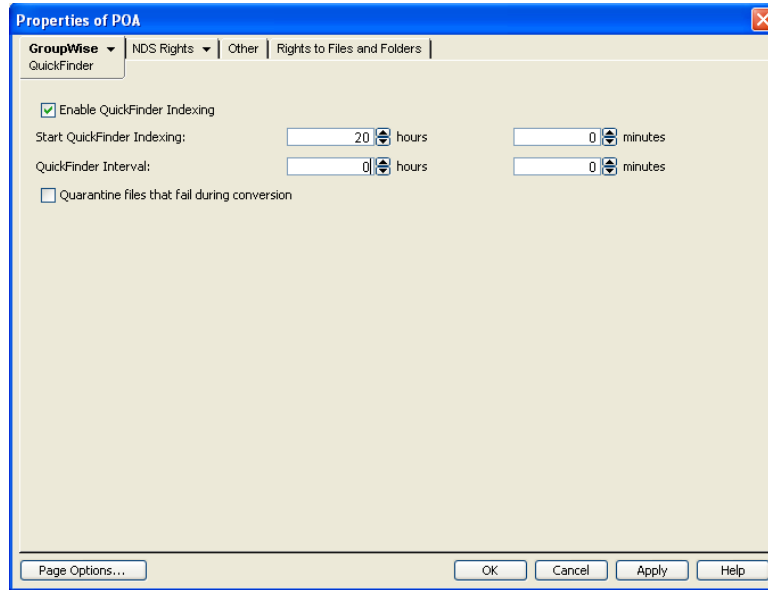 Properties of POA
GroupWise NDS Rights Other Rights to Files and Folders
QuickFinder
Enable QuickFinder Indexing
Start QuickFinder Indexing: 20 hours 0 minutes
QuickFinder Interval: 0 hours 0 minutes
Quarantine files that fail during conversion
Page Options... OK Cancel Apply Help